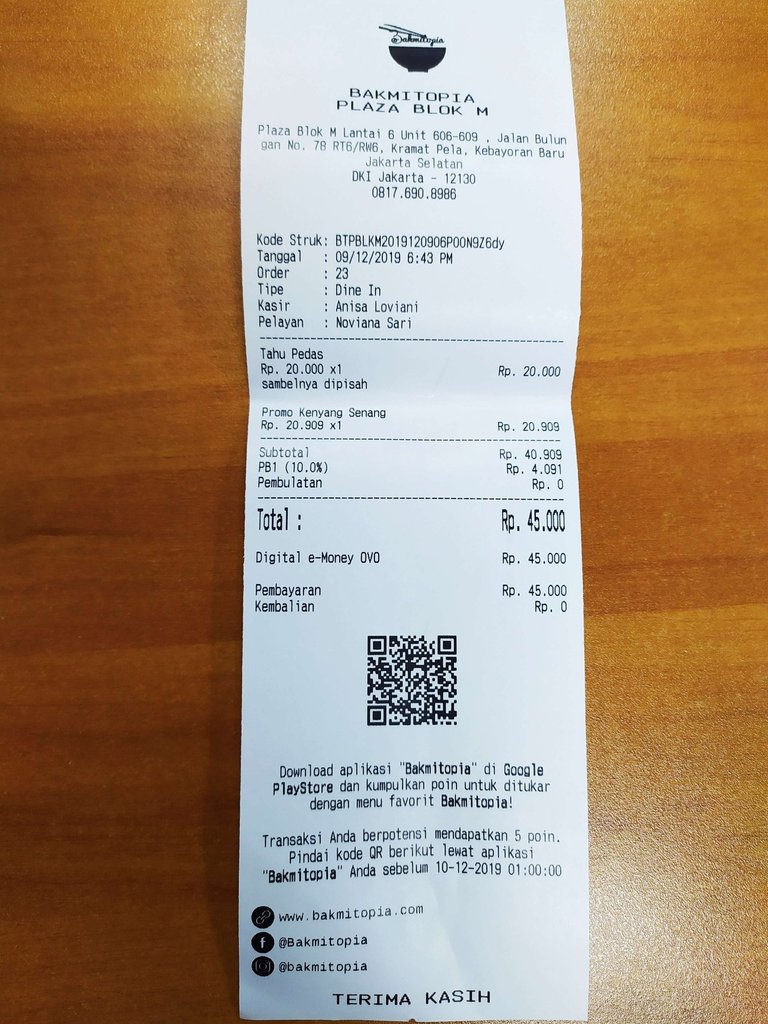 Bakmitopia
BAKMITOPIA
PLAZA BLOK M
Plaza Blok M Lantai 6 Unit 606-609 , Jalan Bulun
gan No. 78 RT6/RW6, Kramat Pela, Kebayoran Baru
Jakarta Selatan
DKI Jakarta - 12130
0817.690.8986
Kode Struk: BTPBLKM2019120906P00N9Z6dy
Tanggal : 09/12/2019 6:43 PM
Order : 23
Tipe : Dine In
Kasir : Anisa Loviani
Pelayan : Noviana Sari
Tahu Pedas
Rp. 20.000 x1 Rp. 20.000
sambelnya dipisah
Promo Kenyang Senang
Rp. 20.909 x1 Rp. 20.909
Subtotal Rp. 40.909
PB1 (10.0%) Rp. 4.091
Pembulatan Rp. 0
Total : Rp. 45.000
Digital e-Money OVO Rp. 45.000
Pembayaran Rp. 45.000
Kembalian Rp. 0
Download aplikasi "Bakmitopia" di Google
PlayStore dan kumpulkan poin untuk ditukar
dengan menu favorit Bakmitopia!
Transaksi Anda berpotensi mendapatkan 5 poin.
Pindai kode QR berikut lewat aplikasi
"Bakmitopia" Anda sebelum 10-12-2019 01:00:00
www.bakmitopia.com
@Bakmitopia
@bakmitopia
TERIMA KASIH